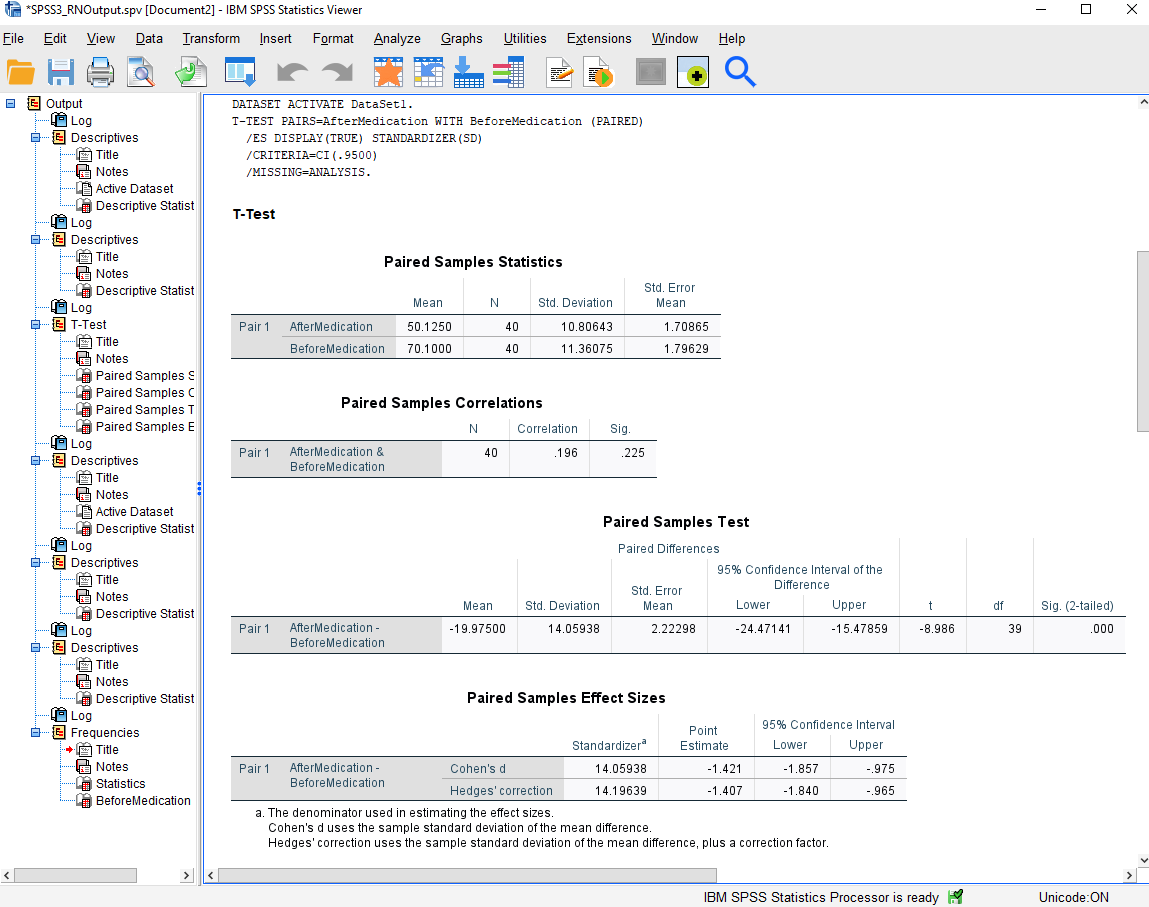 *SPSS3_RNOutput.spv [Document2] - IBM SPSS Statistics Viewer
File Edit View Data Transform Insert Format Analyze Graphs Utilities Extensions Window Help
Output
Log
Descriptives
Title
Notes
Active Dataset
Descriptive Statist
Log
Descriptives
Title
Notes
Descriptive Statist
Log
T-Test
Title
Notes
Paired Samples S
Paired Samples C
Paired Samples T
Paired Samples E
Log
Descriptives
Title
Notes
Active Dataset
Descriptive Statist
Log
Descriptives
Title
Notes
Descriptive Statist
Log
Descriptives
Title
Notes
Descriptive Statist
Log
Frequencies
Title
Notes
Statistics
BeforeMedication
DATASET ACTIVATE DataSet1.
T-TEST PAIRS=AfterMedication WITH BeforeMedication (PAIRED)
/ES DISPLAY(TRUE) STANDARDIZER(SD)
/CRITERIA=CI(.9500)
/MISSING=ANALYSIS.
T-Test
Paired Samples Statistics
Mean N Std. Deviation Std. Error Mean
Pair 1 AfterMedication 50.1250 40 10.80643 1.70865
BeforeMedication 70.1000 40 11.36075 1.79629
Paired Samples Correlations
N Correlation Sig.
Pair 1 AfterMedication & BeforeMedication 40 .196 .225
Paired Samples Test
Paired Differences
95% Confidence Interval of the Difference
Mean Std. Deviation Std. Error Mean Lower Upper t df Sig. (2-tailed)
Pair 1 AfterMedication - BeforeMedication -19.97500 14.05938 2.22298 -24.47141 -15.47859 -8.986 39 .000
Paired Samples Effect Sizes
95% Confidence Interval
Standardizer a Point Estimate Lower Upper
Pair 1 AfterMedication - BeforeMedication Cohen's d 14.05938 -1.421 -1.857 -.975
Hedges' correction 14.19639 -1.407 -1.840 -.965
a. The denominator used in estimating the effect sizes.
Cohen's d uses the sample standard deviation of the mean difference.
Hedges' correction uses the sample standard deviation of the mean difference, plus a correction factor.
IBM SPSS Statistics Processor is ready Unicode:ON